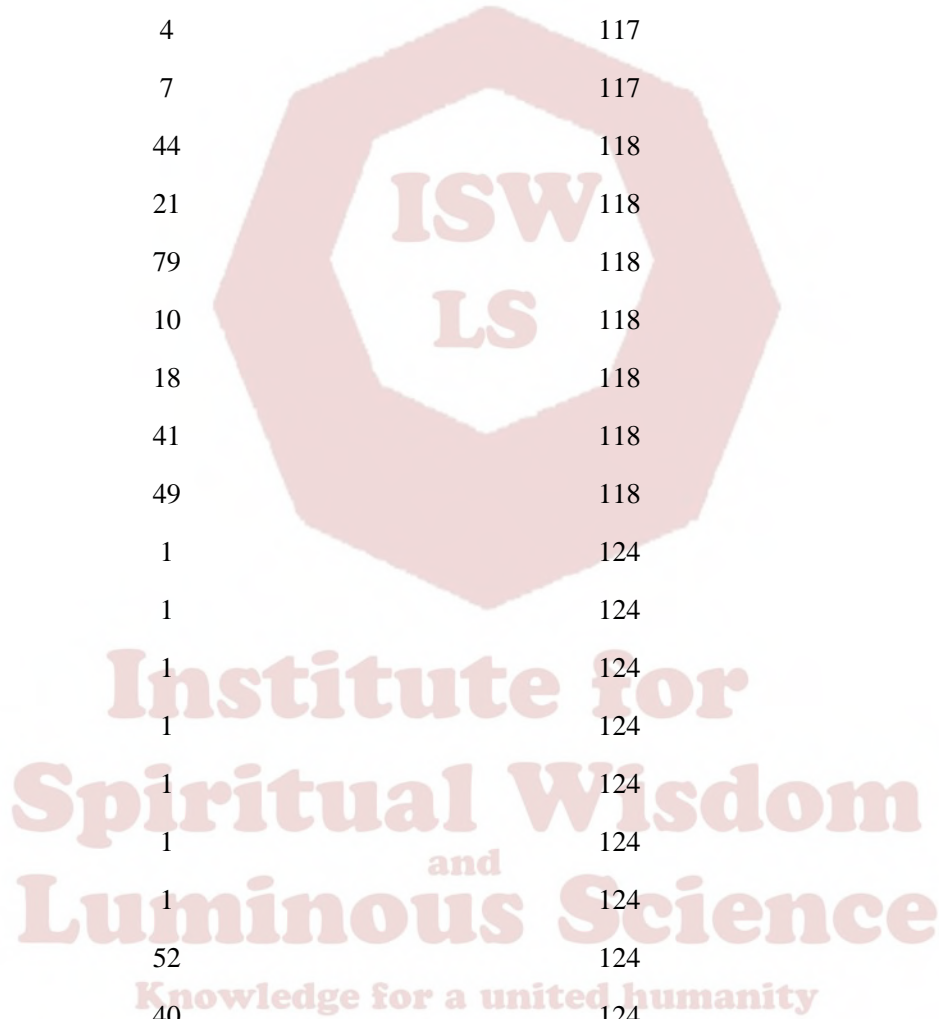 4 117
7 117
44 118
ISW
21 118
79 118
LS
10 118
18 118
41 118
49 118
1 124
1 124
Institute for
1 124
1 124
Spiritual Wisdom
1 124
1 124
and
Luminous Science
1 124
52 124
Knowledge for a united humanity
40 124